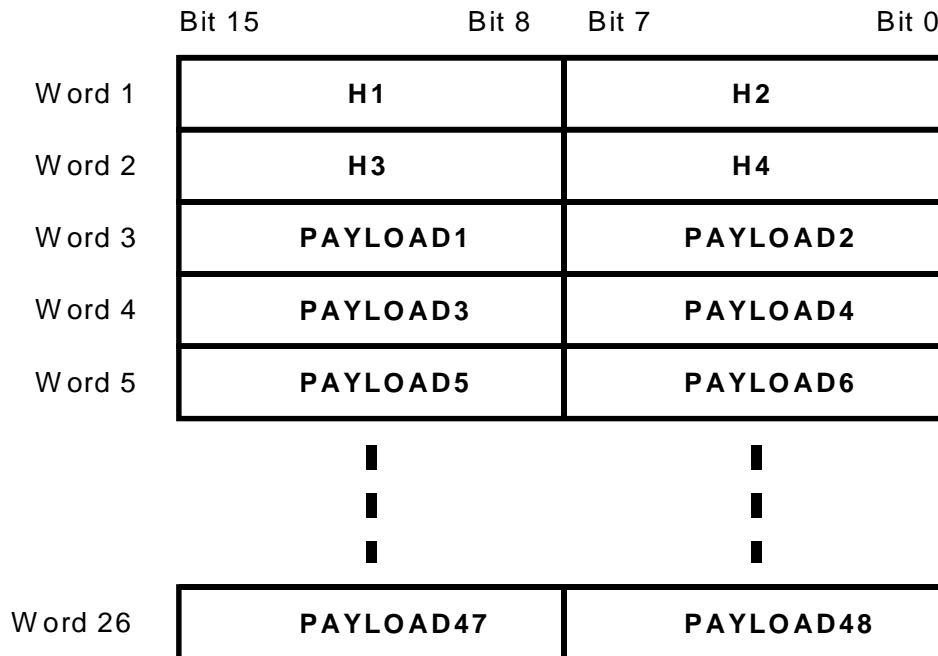 Bit 15 Bit 8 Bit 7 Bit 0
Word 1 H1 H2
Word 2 H3 H4
Word 3 PAYLOAD1 PAYLOAD2
Word 4 PAYLOAD3 PAYLOAD4
Word 5 PAYLOAD5 PAYLOAD6
Word 26 PAYLOAD47 PAYLOAD48